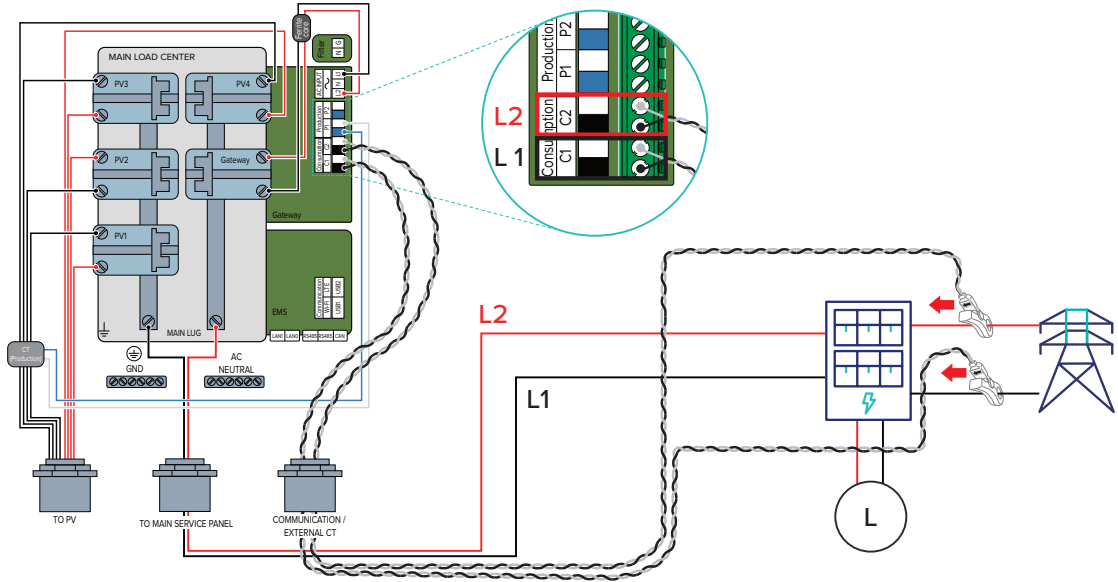 MAIN LOAD CENTER
PV3
PV4
PV2
Gateway
PV1
MAIN LUG
Ferrite
core
Filter
N G
AC INPUT
L2 N L1
Production
P1 P2
Consumption
C1 C2
Gateway
EMS
Communication
Wi-Fi LTE
USB1 USB2
LAN1 LAN0 RS485 RS485 CAN
CT
(Production)
GND
AC
NEUTRAL
TO PV
TO MAIN SERVICE PANEL
COMMUNICATION /
EXTERNAL CT
Production
P2
P1
L2
C2
L 1
C1
L2
L1
L